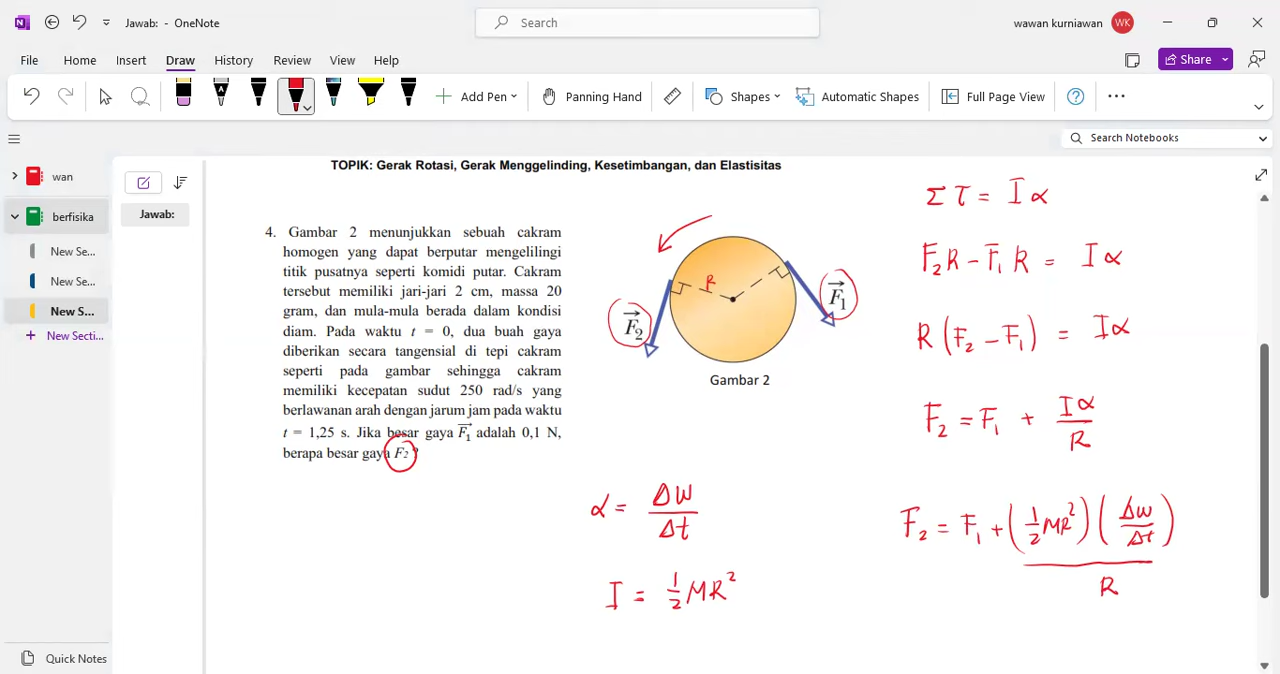 Jawab: - OneNote
Search
wawan kurniawan
WK
File Home Insert Draw History Review View Help
Share
Add Pen
Panning Hand
Shapes
Automatic Shapes
Full Page View
Search Notebooks
wan
berfisika
New Se...
New Se...
New S...
New Secti...
Quick Notes
Jawab:
TOPIK: Gerak Rotasi, Gerak Menggelinding, Kesetimbangan, dan Elastisitas
4. Gambar 2 menunjukkan sebuah cakram
homogen yang dapat berputar mengelilingi
titik pusatnya seperti komidi putar. Cakram
tersebut memiliki jari-jari 2 cm, massa 20
gram, dan mula-mula berada dalam kondisi
diam. Pada waktu t = 0, dua buah gaya
diberikan secara tangensial di tepi cakram
seperti pada gambar sehingga cakram
memiliki kecepatan sudut 250 rad/s yang
berlawanan arah dengan jarum jam pada waktu
t = 1,25 s. Jika besar gaya F₁ adalah 0,1 N,
berapa besar gaya F₂ ?
R
F₂
F₁
Gambar 2
α = Δω/Δt
I = ½ MR²
Σ τ = I α
F₂R − F₁R = I α
R (F₂ − F₁) = Iα
F₂ = F₁ + Iα/R
F₂ = F₁ + (½ MR²)(Δω/Δt)/R